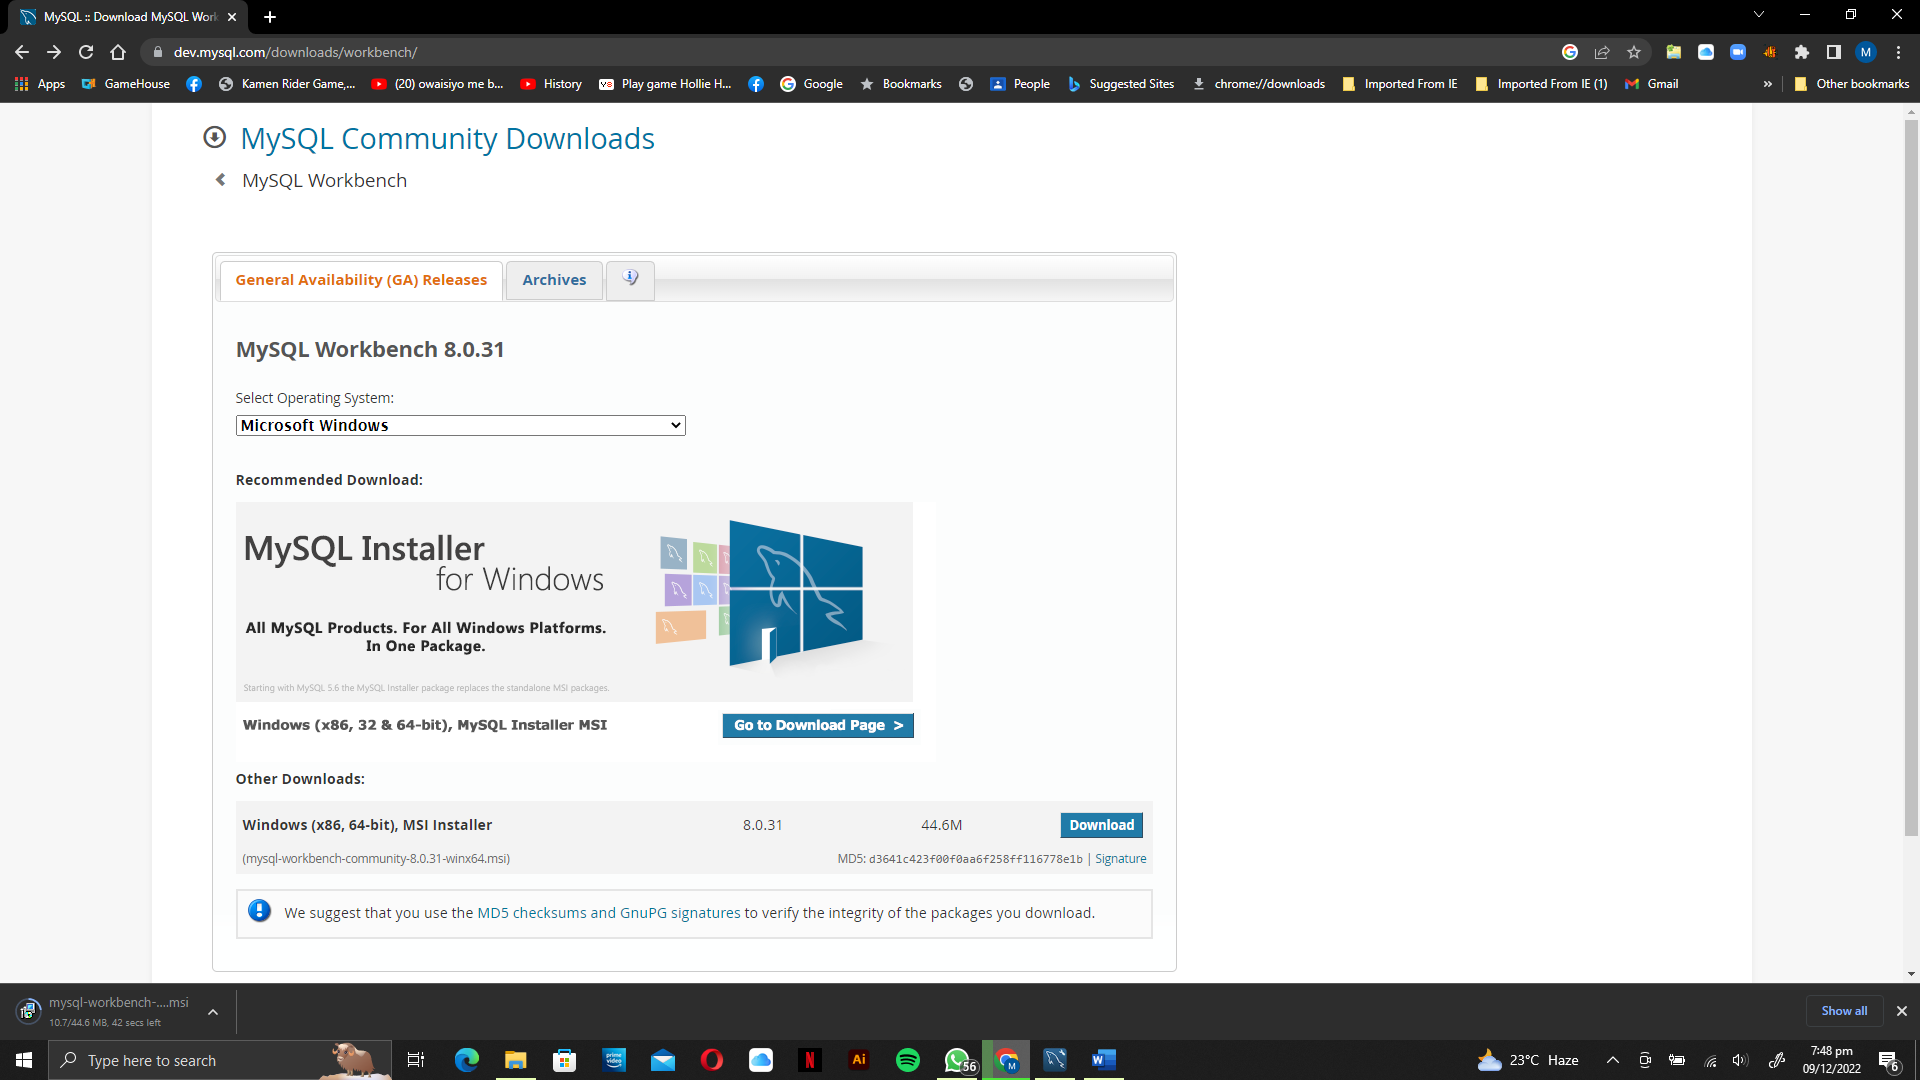 MySQL :: Download MySQL Work
dev.mysql.com/downloads/workbench/
Apps
GameHouse
Kamen Rider Game,...
(20) owaisiyo me b...
History
Play game Hollie H...
Google
Bookmarks
People
Suggested Sites
chrome://downloads
Imported From IE
Imported From IE (1)
Gmail
»
Other bookmarks
MySQL Community Downloads
MySQL Workbench
General Availability (GA) Releases
Archives
MySQL Workbench 8.0.31
Select Operating System:
Microsoft Windows
Recommended Download:
MySQL Installer
for Windows
All MySQL Products. For All Windows Platforms.
In One Package.
Starting with MySQL 5.6 the MySQL Installer package replaces the standalone MSI packages.
Windows (x86, 32 & 64-bit), MySQL Installer MSI
Go to Download Page >
Other Downloads:
Windows (x86, 64-bit), MSI Installer 8.0.31 44.6M Download
(mysql-workbench-community-8.0.31-winx64.msi) MD5: d3641c423f00f0aa6f258ff116778e1b | Signature
We suggest that you use the MD5 checksums and GnuPG signatures to verify the integrity of the packages you download.
mysql-workbench-....msi
10.7/44.6 MB, 42 secs left
Show all
Type here to search
prime video
N
Ai
56
M
W
23°C Haze
7:48 pm
09/12/2022
6